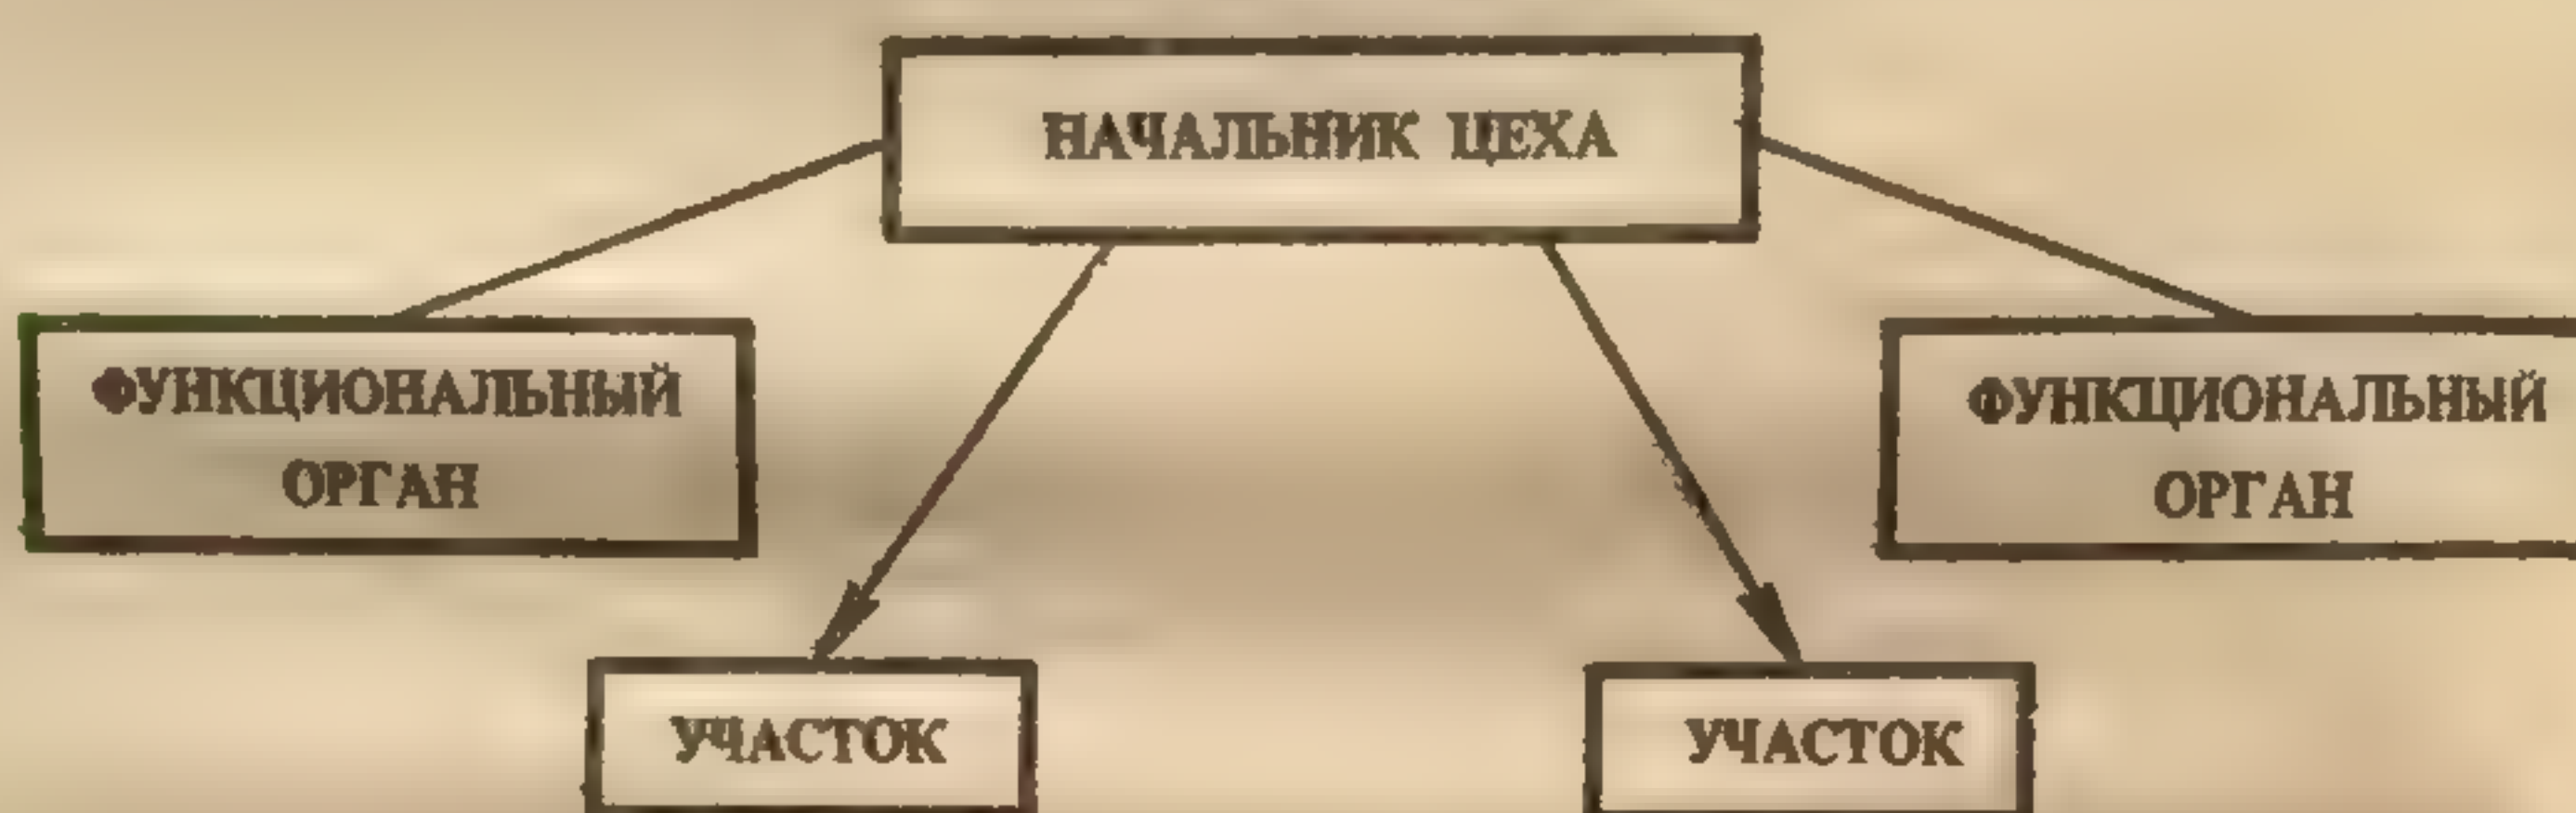 НАЧАЛЬНИК ЦЕХА
ФУНКЦИОНАЛЬНЫЙ
ОРГАН
ФУНКЦИОНАЛЬНЫЙ
ОРГАН
УЧАСТОК
УЧАСТОК